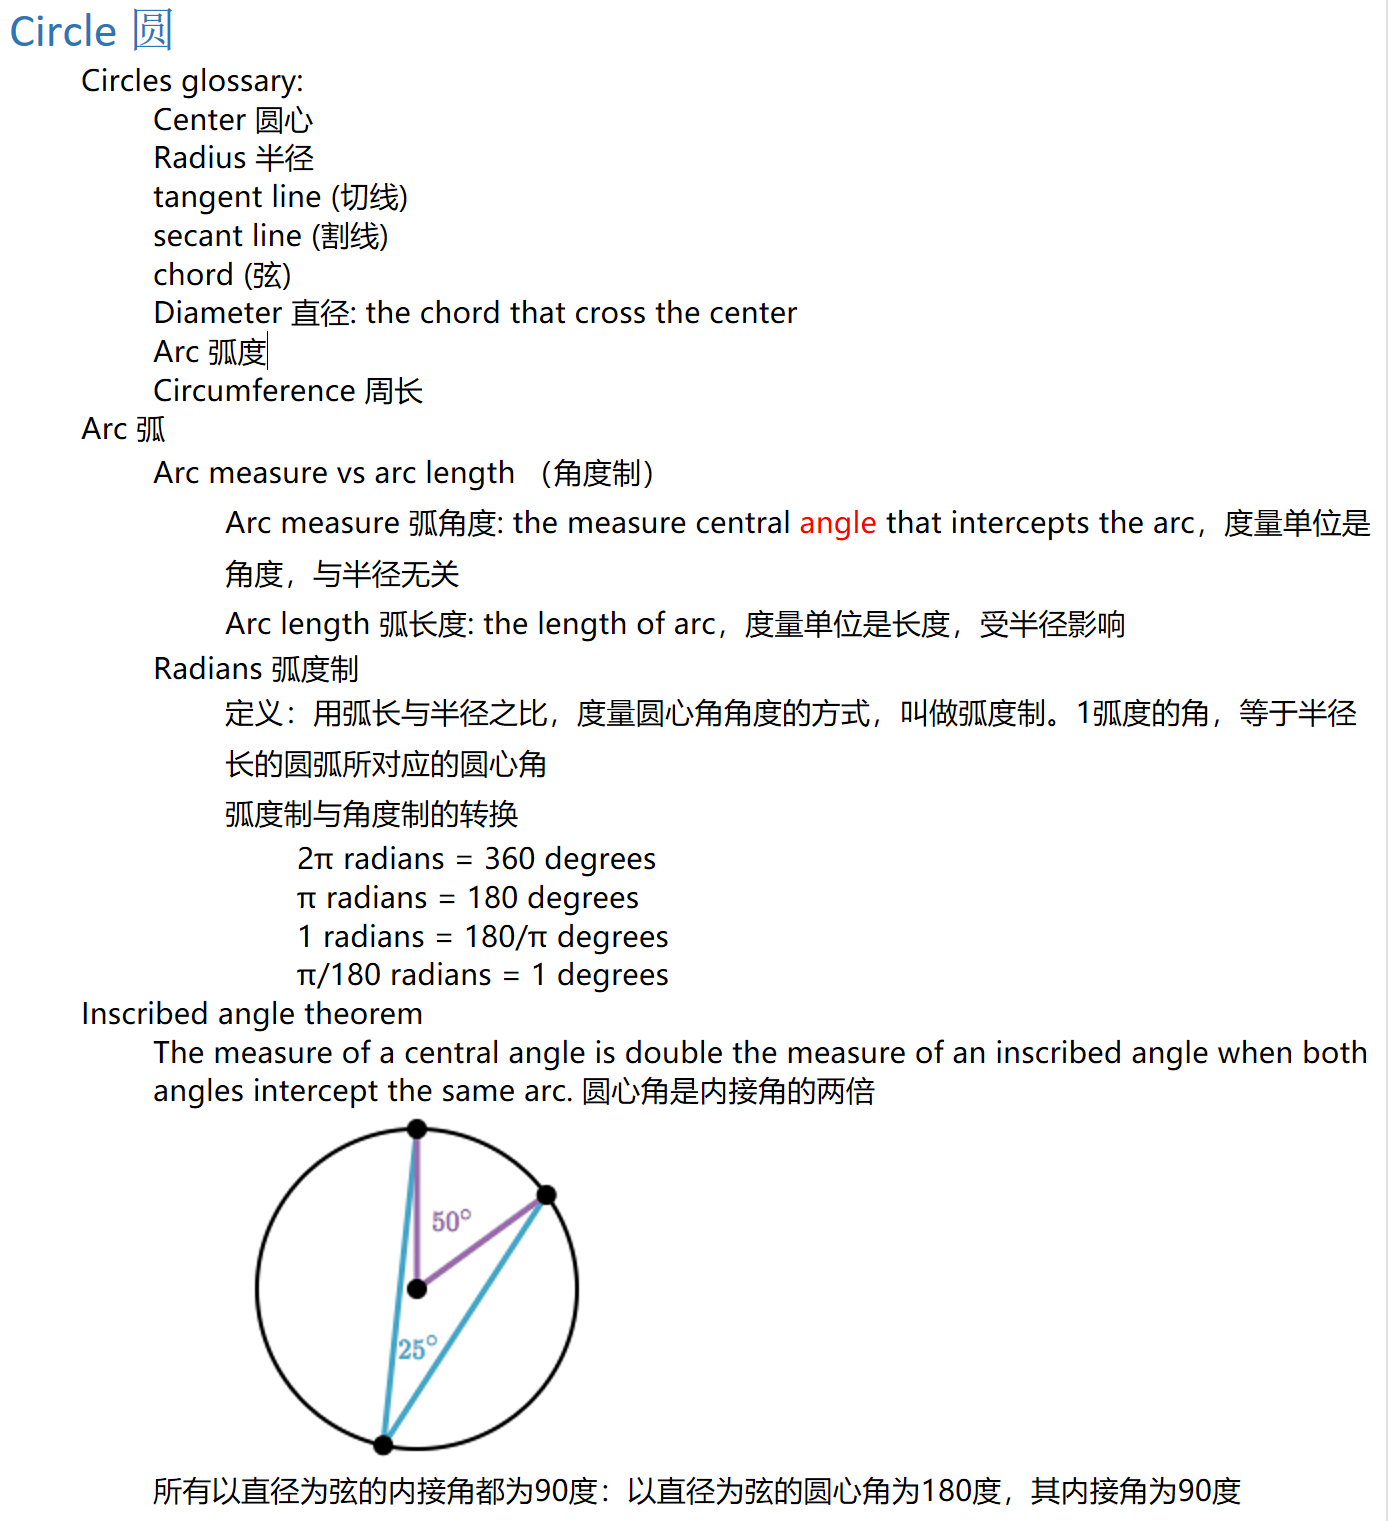 Circle 圆
Circles glossary:
Center 圆心
Radius 半径
tangent line (切线)
secant line (割线)
chord (弦)
Diameter 直径: the chord that cross the center
Arc 弧度
Circumference 周长
Arc 弧
Arc measure vs arc length （角度制）
Arc measure 弧角度: the measure central angle that intercepts the arc，度量单位是
角度，与半径无关
Arc length 弧长度: the length of arc，度量单位是长度，受半径影响
Radians 弧度制
定义：用弧长与半径之比，度量圆心角角度的方式，叫做弧度制。1弧度的角，等于半径
长的圆弧所对应的圆心角
弧度制与角度制的转换
2π radians = 360 degrees
π radians = 180 degrees
1 radians = 180/π degrees
π/180 radians = 1 degrees
Inscribed angle theorem
The measure of a central angle is double the measure of an inscribed angle when both
angles intercept the same arc. 圆心角是内接角的两倍
50°
25°
所有以直径为弦的内接角都为90度：以直径为弦的圆心角为180度，其内接角为90度